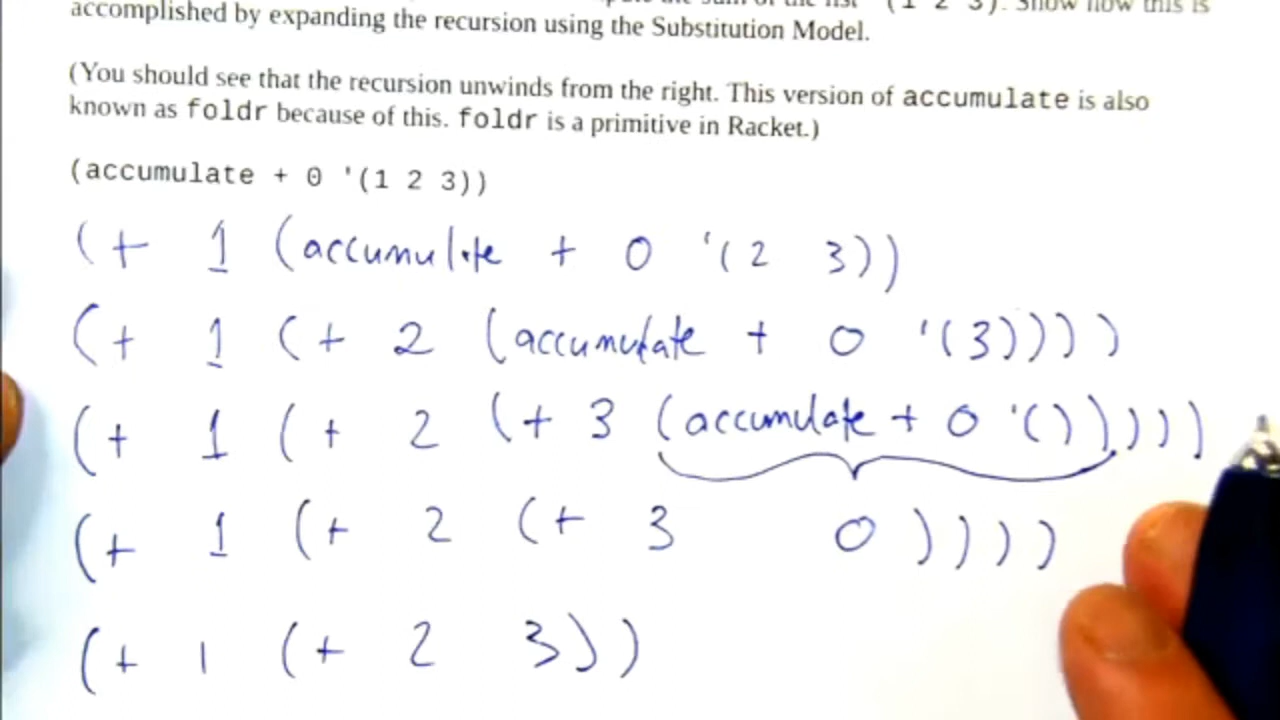 accomplished by expanding the recursion using the Substitution Model.
(You should see that the recursion unwinds from the right. This version of accumulate is also
known as foldr because of this. foldr is a primitive in Racket.)
(accumulate + 0 '(1 2 3))
(+ 1 (accumulate + 0 '(2 3))
(+ 1 (+ 2 (accumulate + 0 '(3))))
(+ 1 (+ 2 (+ 3 (accumulate + 0 '()))))
(+ 1 (+ 2 (+ 3 0))))
(+ 1 (+ 2 3))